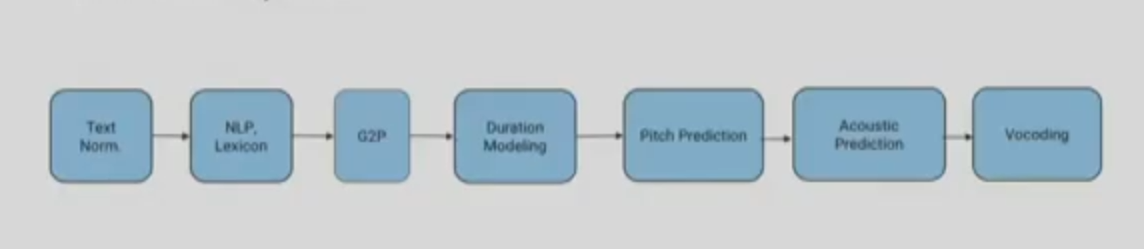 Text
Norm.
NLP,
Lexicon
G2P
Duration
Modeling
Pitch Prediction
Acoustic
Prediction
Vocoding